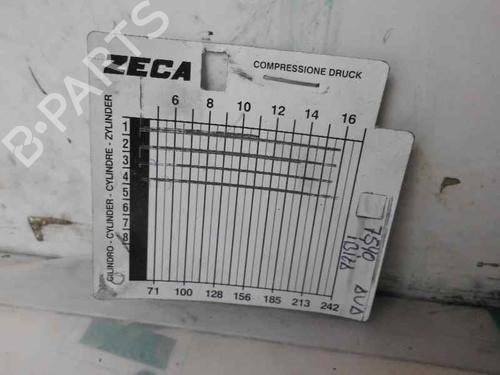 ZECA
COMPRESSIONE DRUCK
6 8 10 12 14 16
CILINDRO - CYLINDER - CYLINDRE - ZYLINDER
1
2
3
4
5
6
7
8
71 100 128 156 185 213 242
B-PARTS